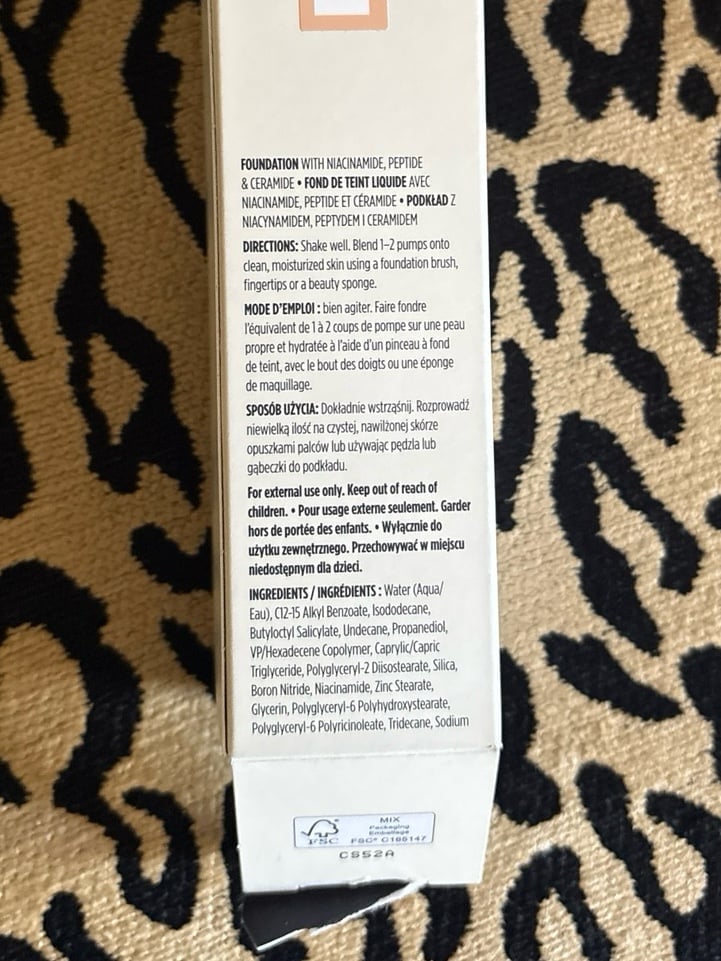 FOUNDATION WITH NIACINAMIDE, PEPTIDE
& CERAMIDE • FOND DE TEINT LIQUIDE AVEC
NIACINAMIDE, PEPTIDE ET CÉRAMIDE • PODKŁAD Z
NIACYNAMIDEM, PEPTYDEM I CERAMIDEM
DIRECTIONS: Shake well. Blend 1–2 pumps onto
clean, moisturized skin using a foundation brush,
fingertips or a beauty sponge.
MODE D'EMPLOI : bien agiter. Faire fondre
l'équivalent de 1 à 2 coups de pompe sur une peau
propre et hydratée à l'aide d'un pinceau à fond
de teint, avec le bout des doigts ou une éponge
de maquillage.
SPOSÓB UŻYCIA: Dokładnie wstrząśnij. Rozprowadź
niewielką ilość na czystej, nawilżonej skórze
opuszkami palców lub używając pędzla lub
gąbeczki do podkładu.
For external use only. Keep out of reach of
children. • Pour usage externe seulement. Garder
hors de portée des enfants. • Wyłącznie do
użytku zewnętrznego. Przechowywać w miejscu
niedostępnym dla dzieci.
INGREDIENTS / INGRÉDIENTS : Water (Aqua/
Eau), C12-15 Alkyl Benzoate, Isododecane,
Butyloctyl Salicylate, Undecane, Propanediol,
VP/Hexadecene Copolymer, Caprylic/Capric
Triglyceride, Polyglyceryl-2 Diisostearate, Silica,
Boron Nitride, Niacinamide, Zinc Stearate,
Glycerin, Polyglyceryl-6 Polyhydroxystearate,
Polyglyceryl-6 Polyricinoleate, Tridecane, Sodium
MIX
Packaging
Emballage
FSC FSC® C166147
CS52A